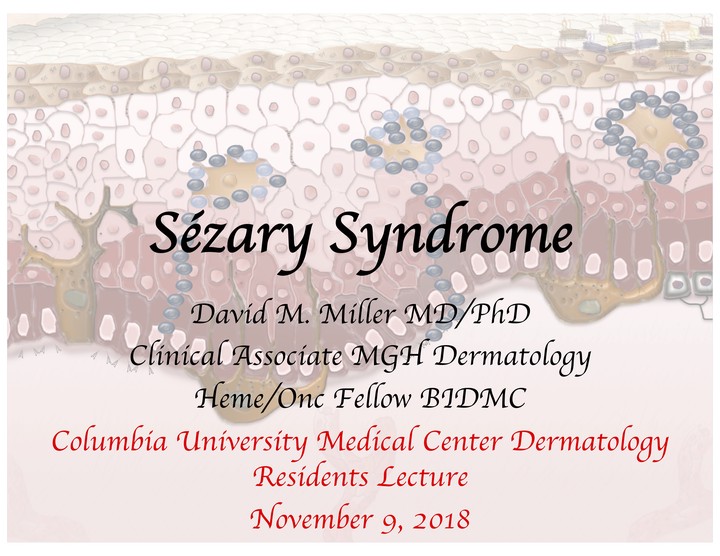 Sézary Syndrome
David M. Miller MD/PhD
Clinical Associate MGH Dermatology
Heme/Onc Fellow BIDMC
Columbia University Medical Center Dermatology
Residents Lecture
November 9, 2018